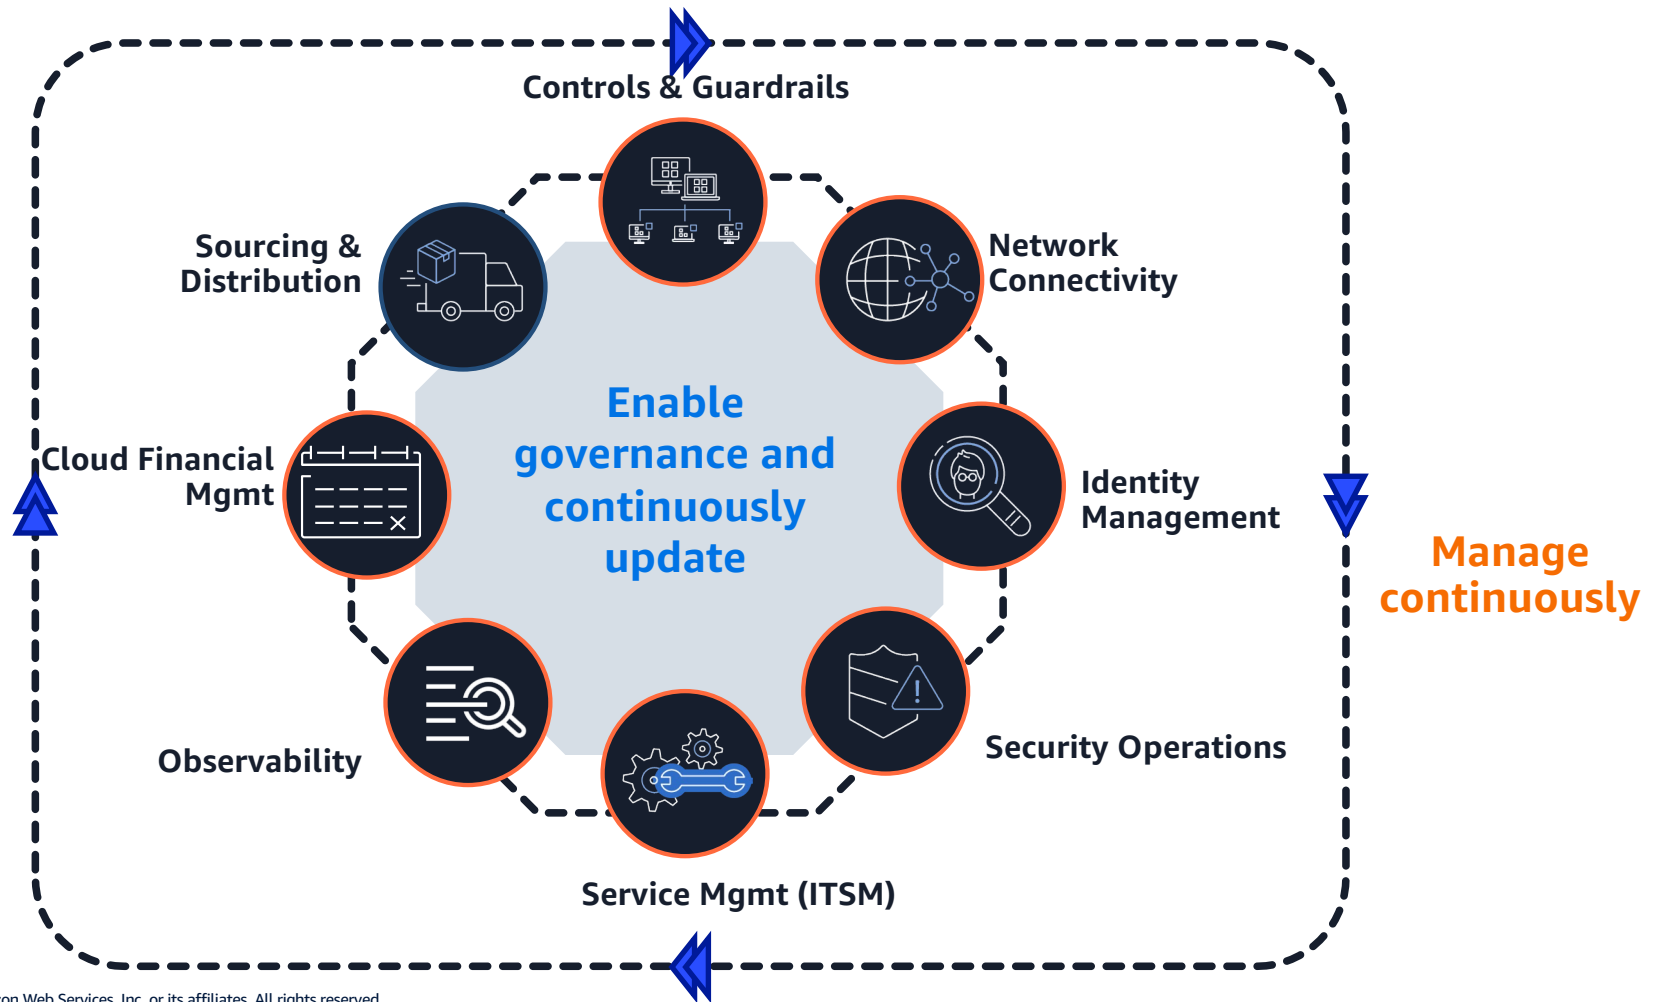 Controls & Guardrails
Sourcing &
Distribution
Network
Connectivity
Enable
governance and
continuously
update
Cloud Financial
Mgmt
Identity
Management
Manage
continuously
Observability
Security Operations
Service Mgmt (ITSM)
Web Services, Inc. or its affiliates. All rights reserved.